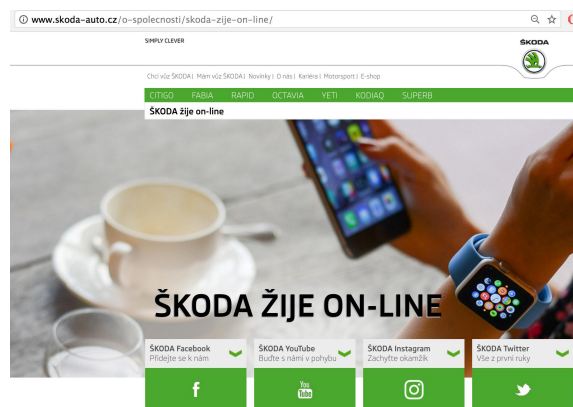 www.skoda-auto.cz/o-spolecnosti/skoda-zije-on-line/
SIMPLY CLEVER
ŠKODA
Chci vůz ŠKODA | Mám vůz ŠKODA | Novinky | O nás | Kariéra | Motorsport | E-shop
CITIGO FABIA RAPID OCTAVIA YETI KODIAQ SUPERB
ŠKODA žije on-line
ŠKODA ŽIJE ON-LINE
ŠKODA Facebook
Přidejte se k nám
ŠKODA YouTube
Buďte s námi v pohybu
ŠKODA Instagram
Zachyťte okamžik
ŠKODA Twitter
Vše z první ruky
f
You Tube